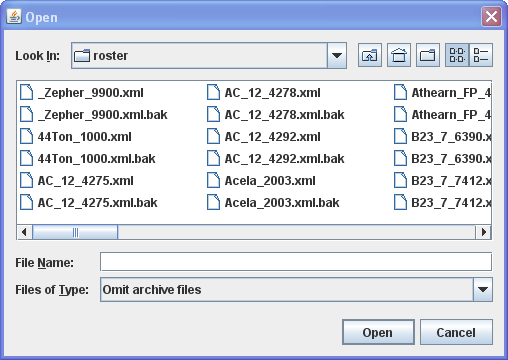 Open
Look In: roster
_Zepher_9900.xml AC_12_4278.xml Athearn_FP_4
_Zepher_9900.xml.bak AC_12_4278.xml.bak Athearn_FP_4
44Ton_1000.xml AC_12_4292.xml B23_7_6390.x
44Ton_1000.xml.bak AC_12_4292.xml.bak B23_7_6390.x
AC_12_4275.xml Acela_2003.xml B23_7_7412.x
AC_12_4275.xml.bak Acela_2003.xml.bak B23_7_7412.x
File Name:
Files of Type: Omit archive files
Open Cancel